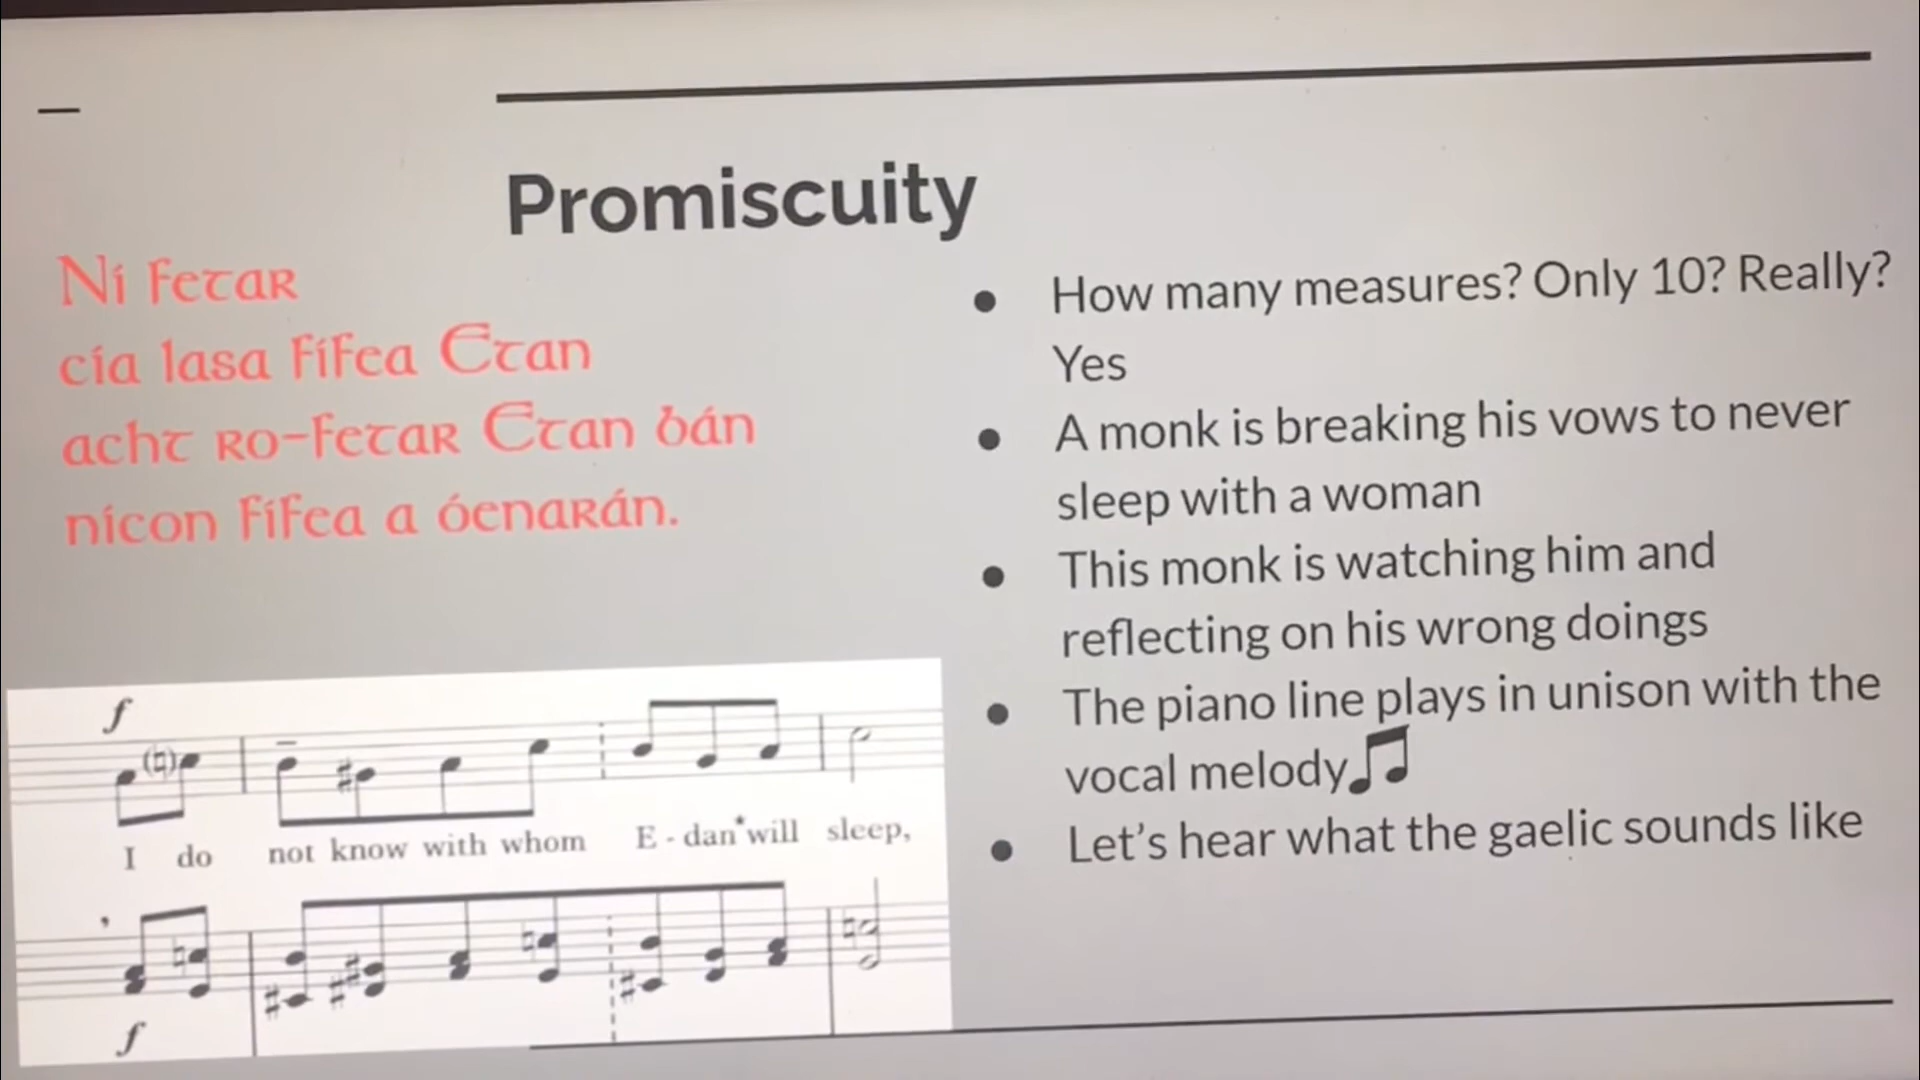 Promiscuity
Ní fetar
cía lasa fífea Etan
acht ro-fetar Etan bán
nícon fífea a óenarán.
How many measures? Only 10? Really?
Yes
A monk is breaking his vows to never
sleep with a woman
This monk is watching him and
reflecting on his wrong doings
The piano line plays in unison with the
vocal melody♫
Let's hear what the gaelic sounds like
f
I do not know with whom E - dan* will sleep,
f